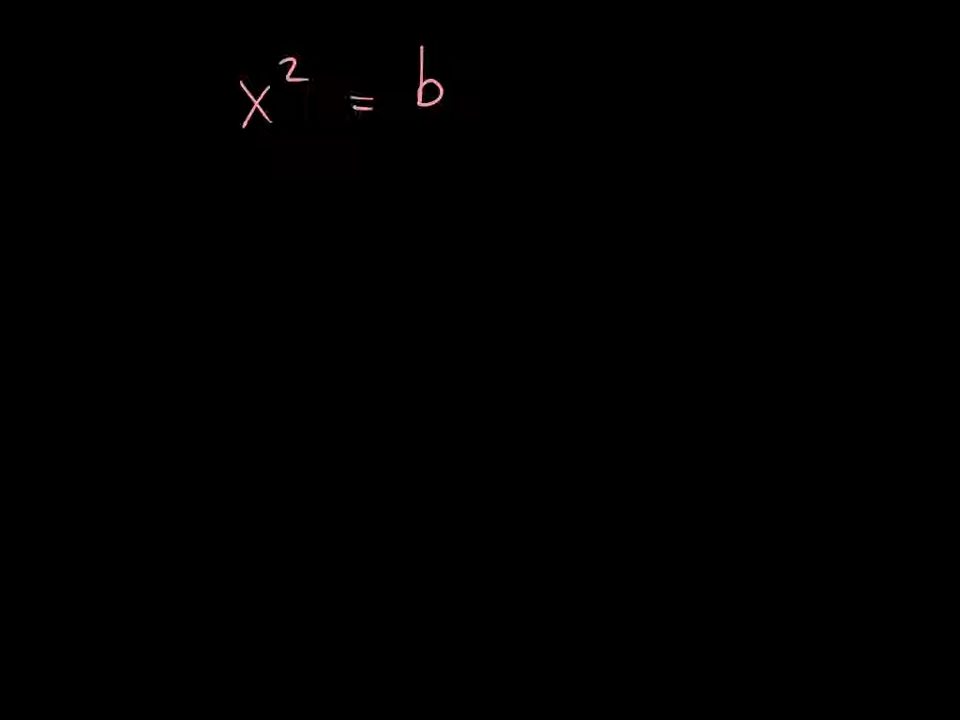 x² = b